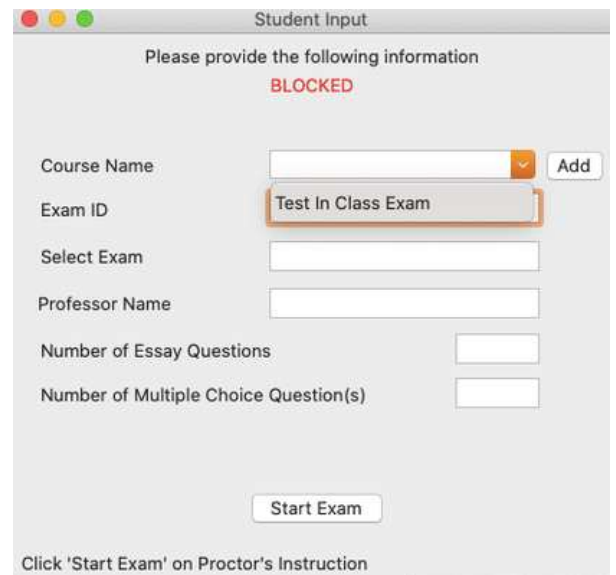 Student Input
Please provide the following information
BLOCKED
Course Name
Add
Test In Class Exam
Exam ID
Select Exam
Professor Name
Number of Essay Questions
Number of Multiple Choice Question(s)
Start Exam
Click 'Start Exam' on Proctor's Instruction